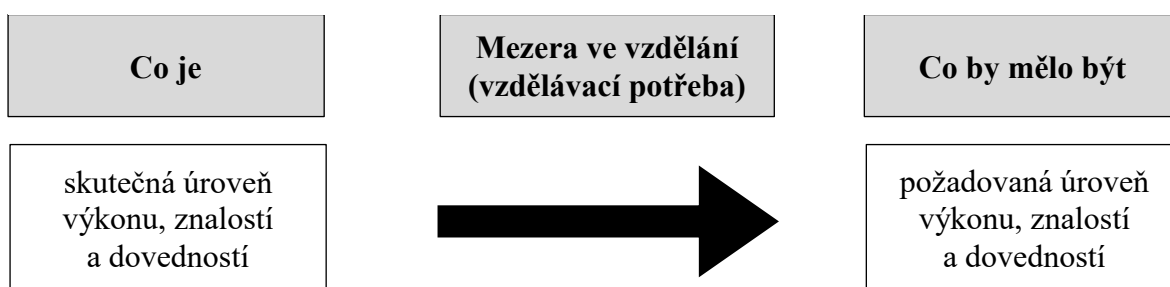 Co je
Mezera ve vzdělání
(vzdělávací potřeba)
Co by mělo být
skutečná úroveň
výkonu, znalostí
a dovedností
požadovaná úroveň
výkonu, znalostí
a dovedností